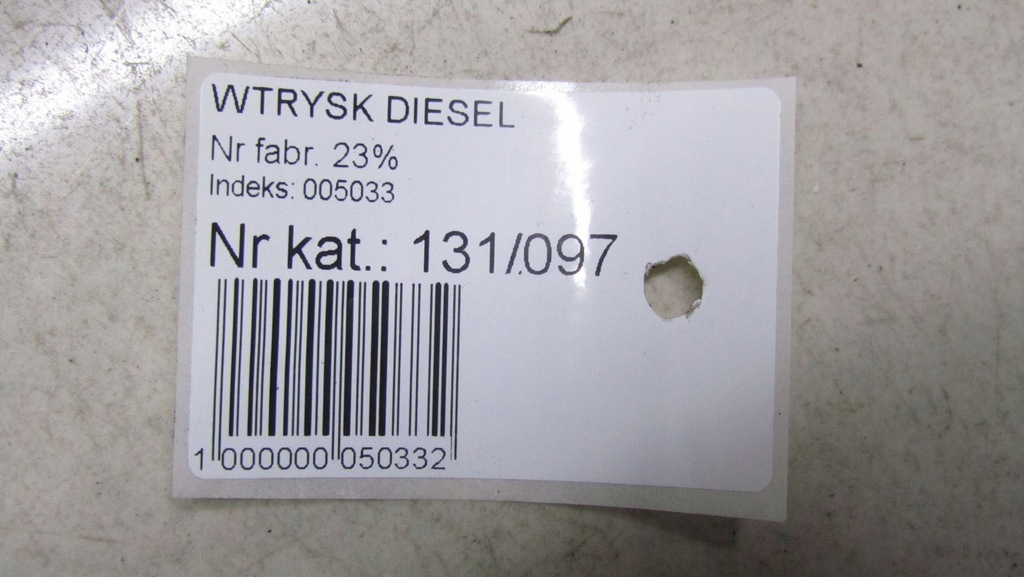 WTRYSK DIESEL
Nr fabr. 23%
Indeks: 005033
Nr kat.: 131/097
1 000000 050332